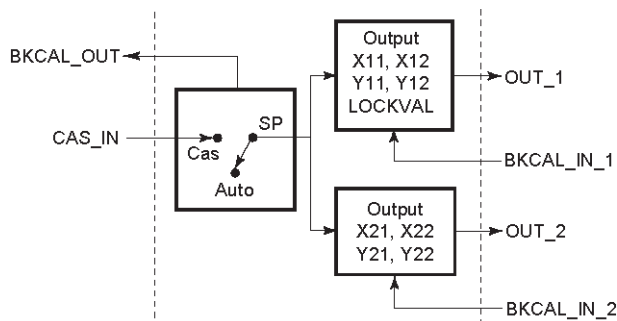 BKCAL_OUT
CAS_IN
Cas
SP
Auto
Output
X11, X12
Y11, Y12
LOCKVAL
OUT_1
BKCAL_IN_1
Output
X21, X22
Y21, Y22
OUT_2
BKCAL_IN_2